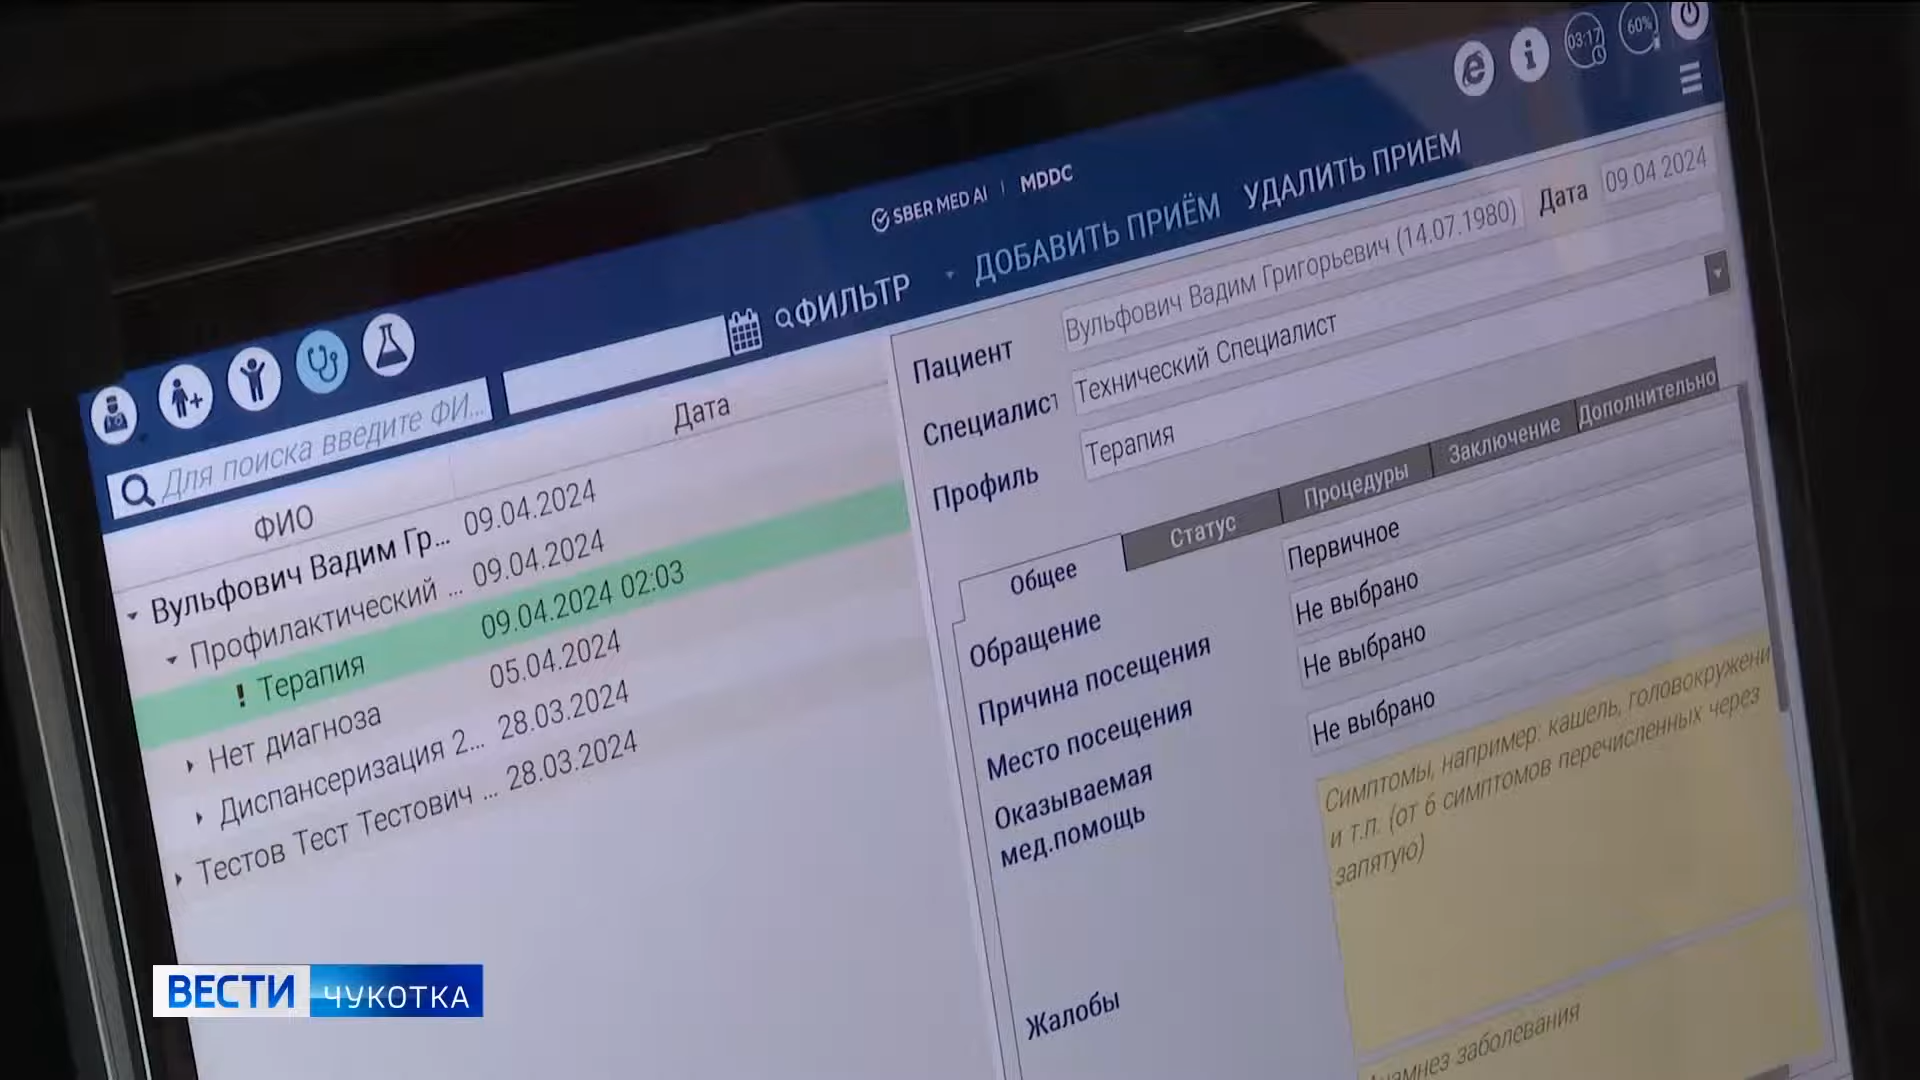 03:17
60%
SBER MED AI | MDDC
ФИЛЬТР
ДОБАВИТЬ ПРИЁМ
УДАЛИТЬ ПРИЕМ
Для поиска введите ФИ...
ФИО
Дата
Вульфович Вадим Гр... 09.04.2024
Профилактический ... 09.04.2024
! Терапия 09.04.2024 02:03
Нет диагноза 05.04.2024
Диспансеризация 2... 28.03.2024
Тестов Тест Тестович ... 28.03.2024
Пациент Вульфович Вадим Григорьевич (14.07.1980) Дата 09.04.2024
Специалист Технический Специалист
Профиль Терапия
Общее Статус Процедуры Заключение Дополнительно
Обращение Первичное
Причина посещения Не выбрано
Место посещения Не выбрано
Оказываемая Не выбрано
мед.помощь
Жалобы
Симптомы, например: кашель, головокружени
и т.п. (от 6 симптомов перечисленных через
запятую)
заболевания
ВЕСТИ ЧУКОТКА